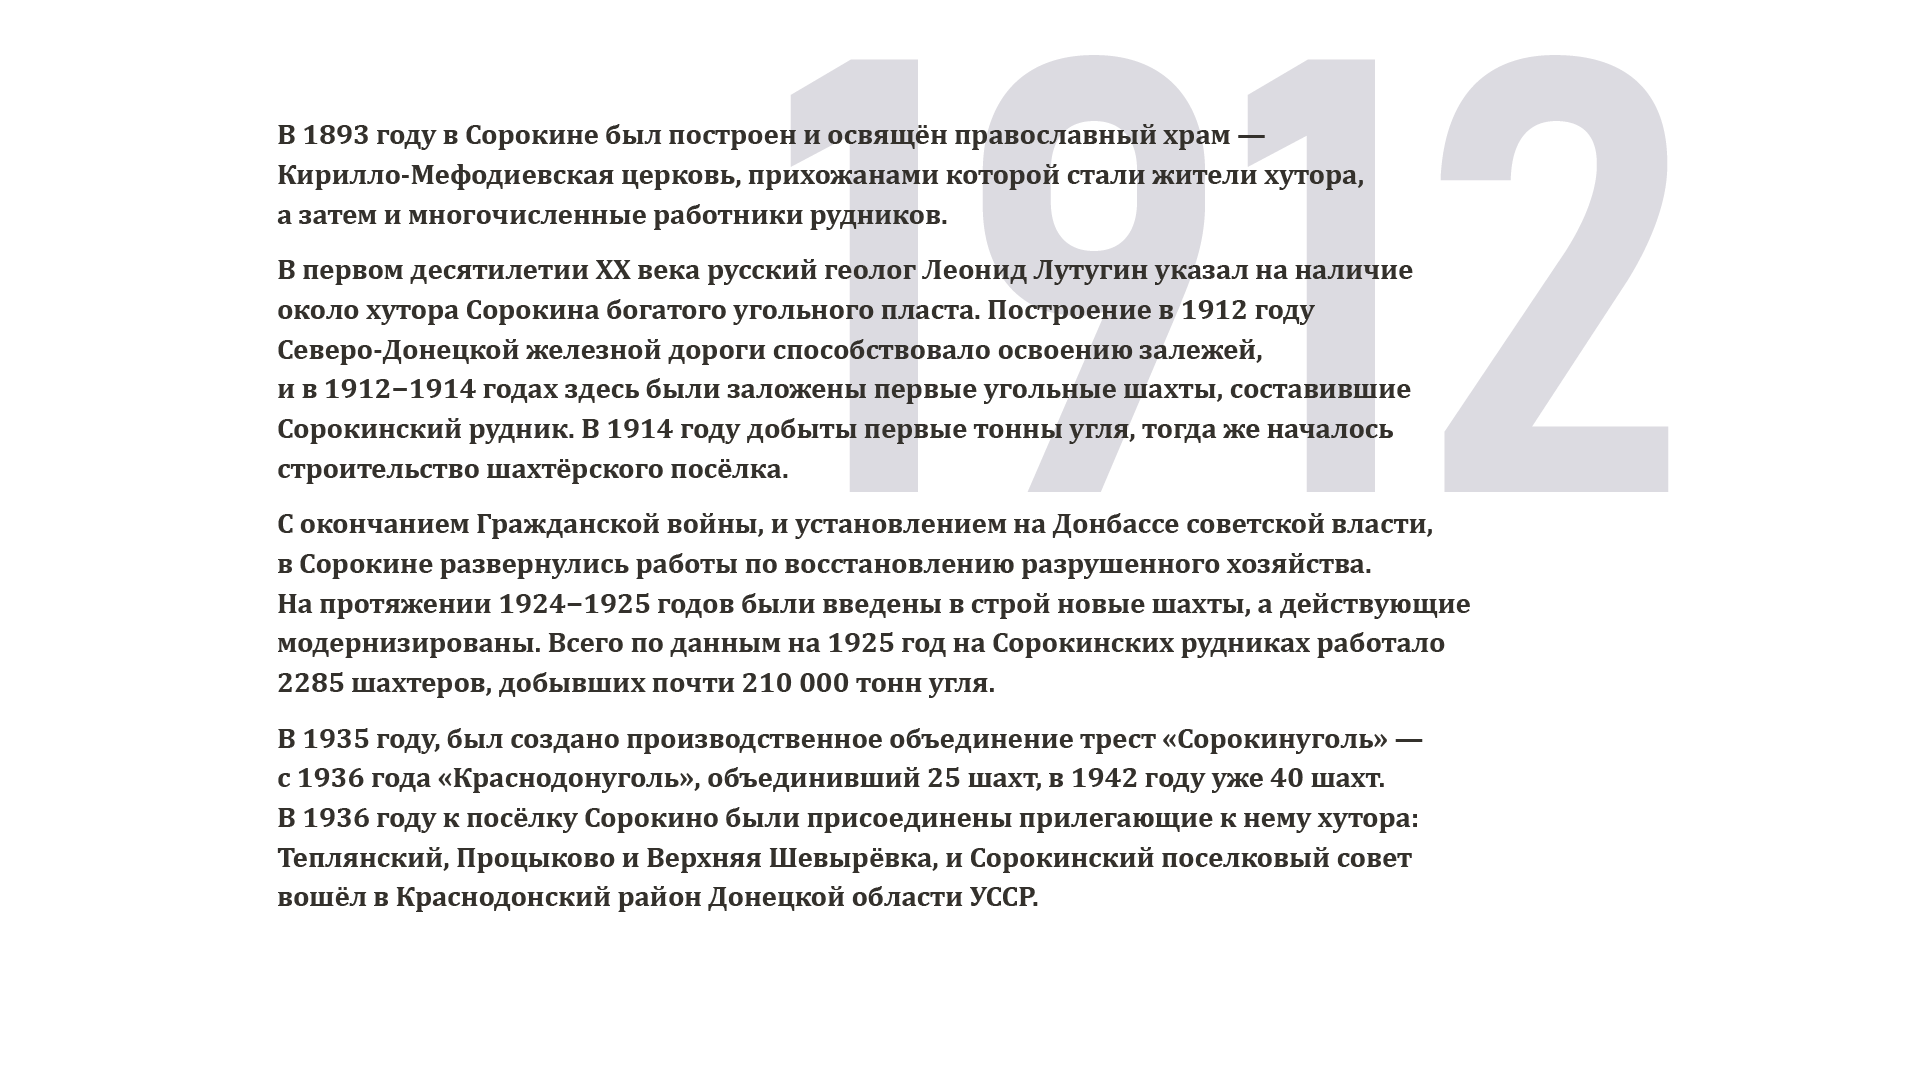 1912
В 1893 году в Сорокине был построен и освящён православный храм —
Кирилло-Мефодиевская церковь, прихожанами которой стали жители хутора,
а затем и многочисленные работники рудников.
В первом десятилетии XX века русский геолог Леонид Лутугин указал на наличие
около хутора Сорокина богатого угольного пласта. Построение в 1912 году
Северо-Донецкой железной дороги способствовало освоению залежей,
и в 1912–1914 годах здесь были заложены первые угольные шахты, составившие
Сорокинский рудник. В 1914 году добыты первые тонны угля, тогда же началось
строительство шахтёрского посёлка.
С окончанием Гражданской войны, и установлением на Донбассе советской власти,
в Сорокине развернулись работы по восстановлению разрушенного хозяйства.
На протяжении 1924–1925 годов были введены в строй новые шахты, а действующие
модернизированы. Всего по данным на 1925 год на Сорокинских рудниках работало
2285 шахтеров, добывших почти 210 000 тонн угля.
В 1935 году, был создано производственное объединение трест «Сорокинуголь» —
с 1936 года «Краснодонуголь», объединивший 25 шахт, в 1942 году уже 40 шахт.
В 1936 году к посёлку Сорокино были присоединены прилегающие к нему хутора:
Теплянский, Процыково и Верхняя Шевырёвка, и Сорокинский поселковый совет
вошёл в Краснодонский район Донецкой области УССР.